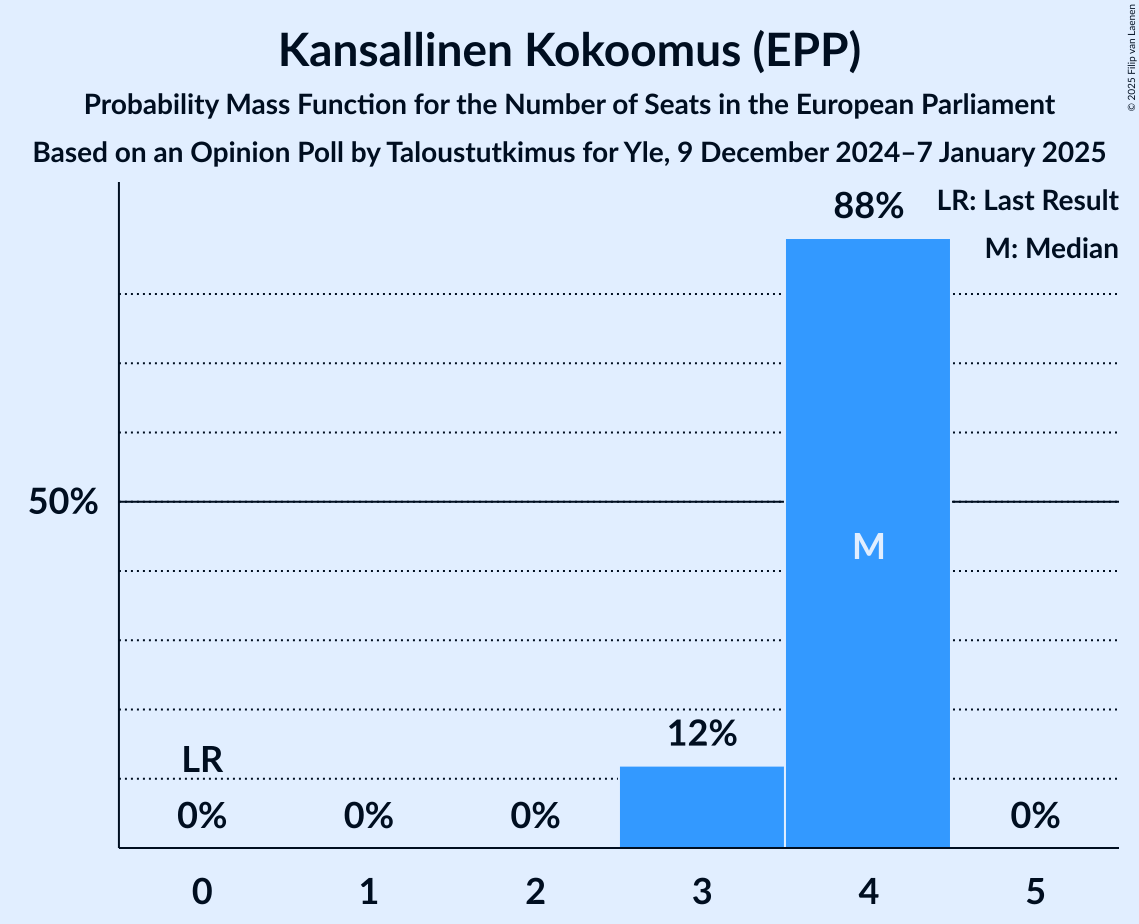 Kansallinen Kokoomus (EPP)
Probability Mass Function for the Number of Seats in the European Parliament
Based on an Opinion Poll by Taloustutkimus for Yle, 9 December 2024–7 January 2025
© 2025 Filip van Laenen
LR: Last Result
M: Median
88%
50%
M
12%
LR
0%
0%
0%
0%
0
1
2
3
4
5